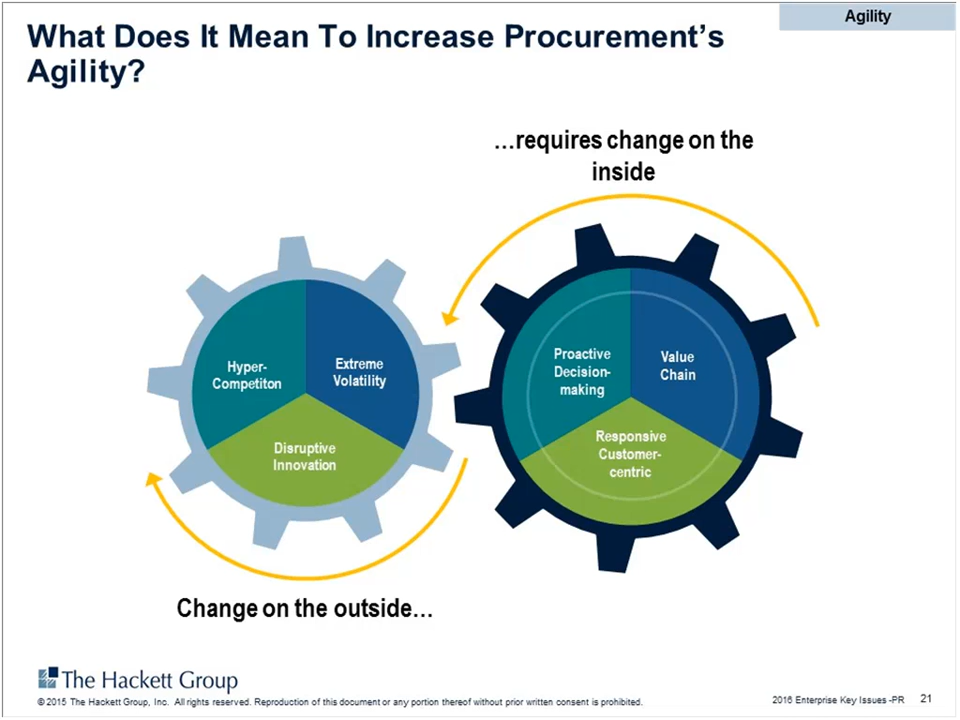 Agility
What Does It Mean To Increase Procurement’s
Agility?
…requires change on the
inside
Hyper-
Competiton
Extreme
Volatility
Disruptive
Innovation
Proactive
Decision-
making
Value
Chain
Responsive
Customer-
centric
Change on the outside…
The Hackett Group
© 2015 The Hackett Group, Inc. All rights reserved. Reproduction of this document or any portion thereof without prior written consent is prohibited.
2016 Enterprise Key Issues -PR 21